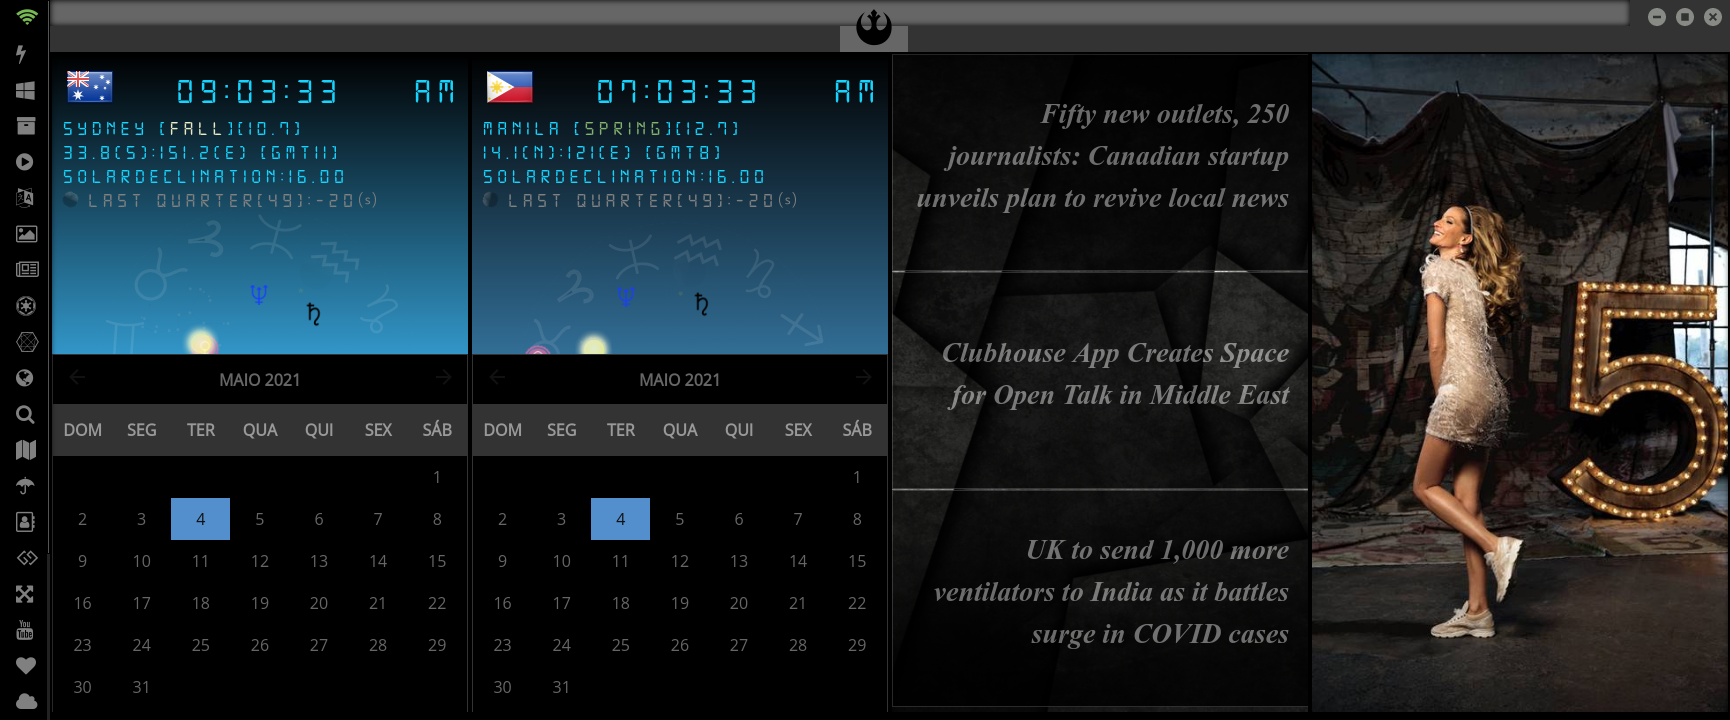 09:03:33 AM
SYDNEY [FALL][10.7]
33.8(S):151.2(E) [GMT11]
SOLARDECLINATION:16.00
LAST QUARTER[49]:-20(s)
MAIO 2021
DOM SEG TER QUA QUI SEX SÁB
1
2 3 4 5 6 7 8
9 10 11 12 13 14 15
16 17 18 19 20 21 22
23 24 25 26 27 28 29
30 31
07:03:33 AM
MANILA [SPRING][12.7]
14.1(N):121(E) [GMT8]
SOLARDECLINATION:16.00
LAST QUARTER[49]:-20(s)
MAIO 2021
DOM SEG TER QUA QUI SEX SÁB
1
2 3 4 5 6 7 8
9 10 11 12 13 14 15
16 17 18 19 20 21 22
23 24 25 26 27 28 29
30 31
Fifty new outlets, 250
journalists: Canadian startup
unveils plan to revive local news
Clubhouse App Creates Space
for Open Talk in Middle East
UK to send 1,000 more
ventilators to India as it battles
surge in COVID cases
5
You
Tube